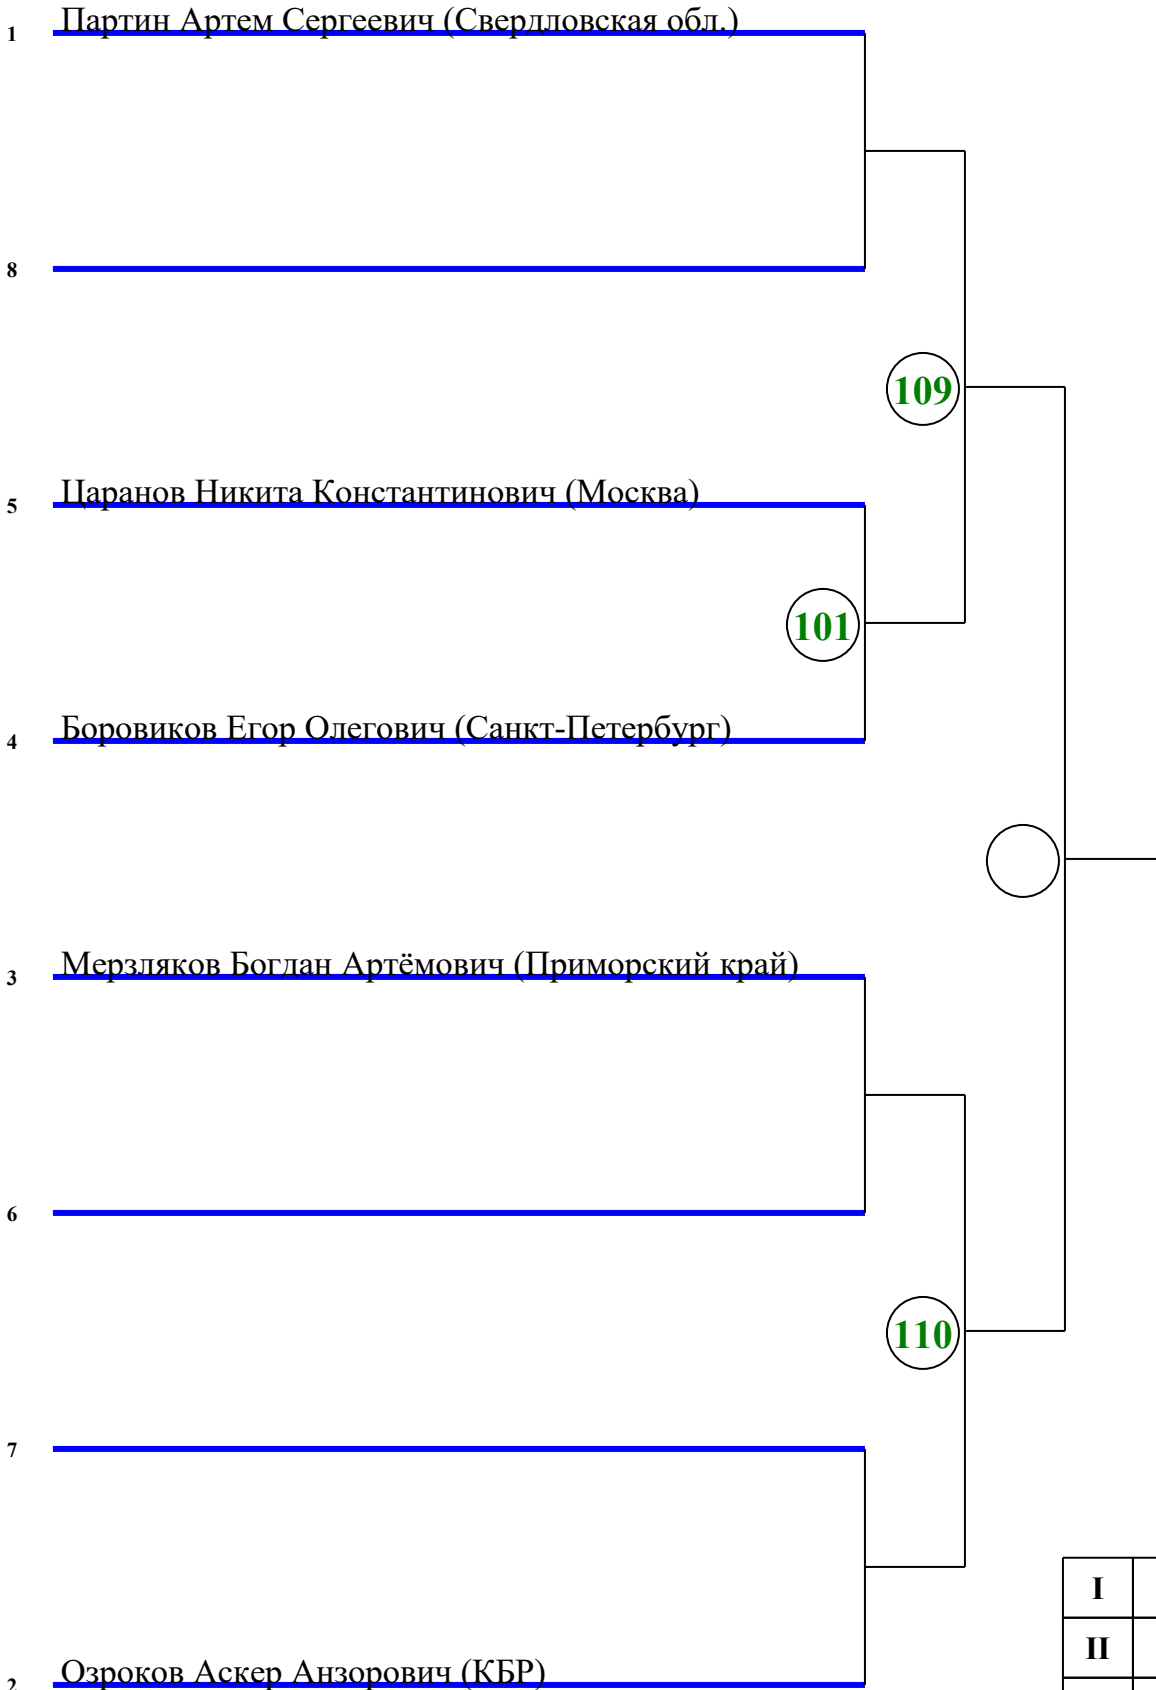 1 Партин Артем Сергеевич (Свердловская обл.)
8
109
5 Царанов Никита Константинович (Москва)
101
4 Боровиков Егор Олегович (Санкт-Петербург)
3 Мерзляков Богдан Артёмович (Приморский край)
6
110
7
I
II
2 Озроков Аскер Анзорович (КБР)